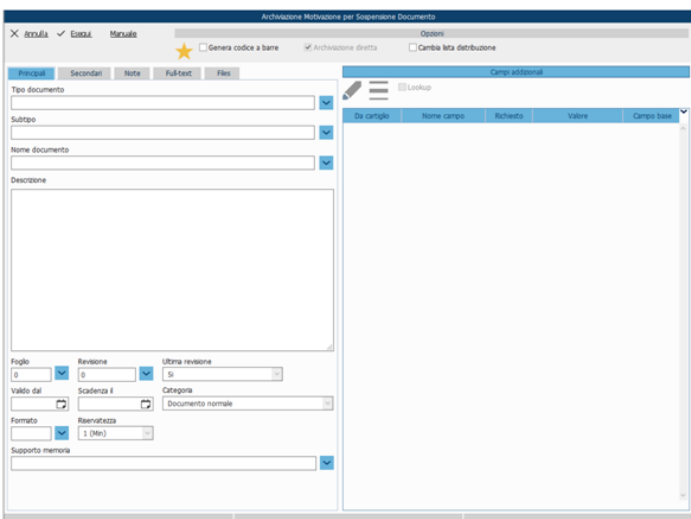 Archiviazione Motivazione per Sospensione Documento
Annulla Esegui Manuale
Opzioni
Genera codice a barre Archiviazione diretta Cambia lista distribuzione
Principali Secondari Note Full-text Files
Campi addizionali
Tipo documento
Lookup
Da cartiglio Nome campo Richiesto Valore Campo base
Subtipo
Nome documento
Descrizione
Foglio Revisione Ultima revisione
0 0 Si
Valido dal Scadenza il Categoria
Documento normale
Formato Riservatezza
1 (Min)
Supporto memoria